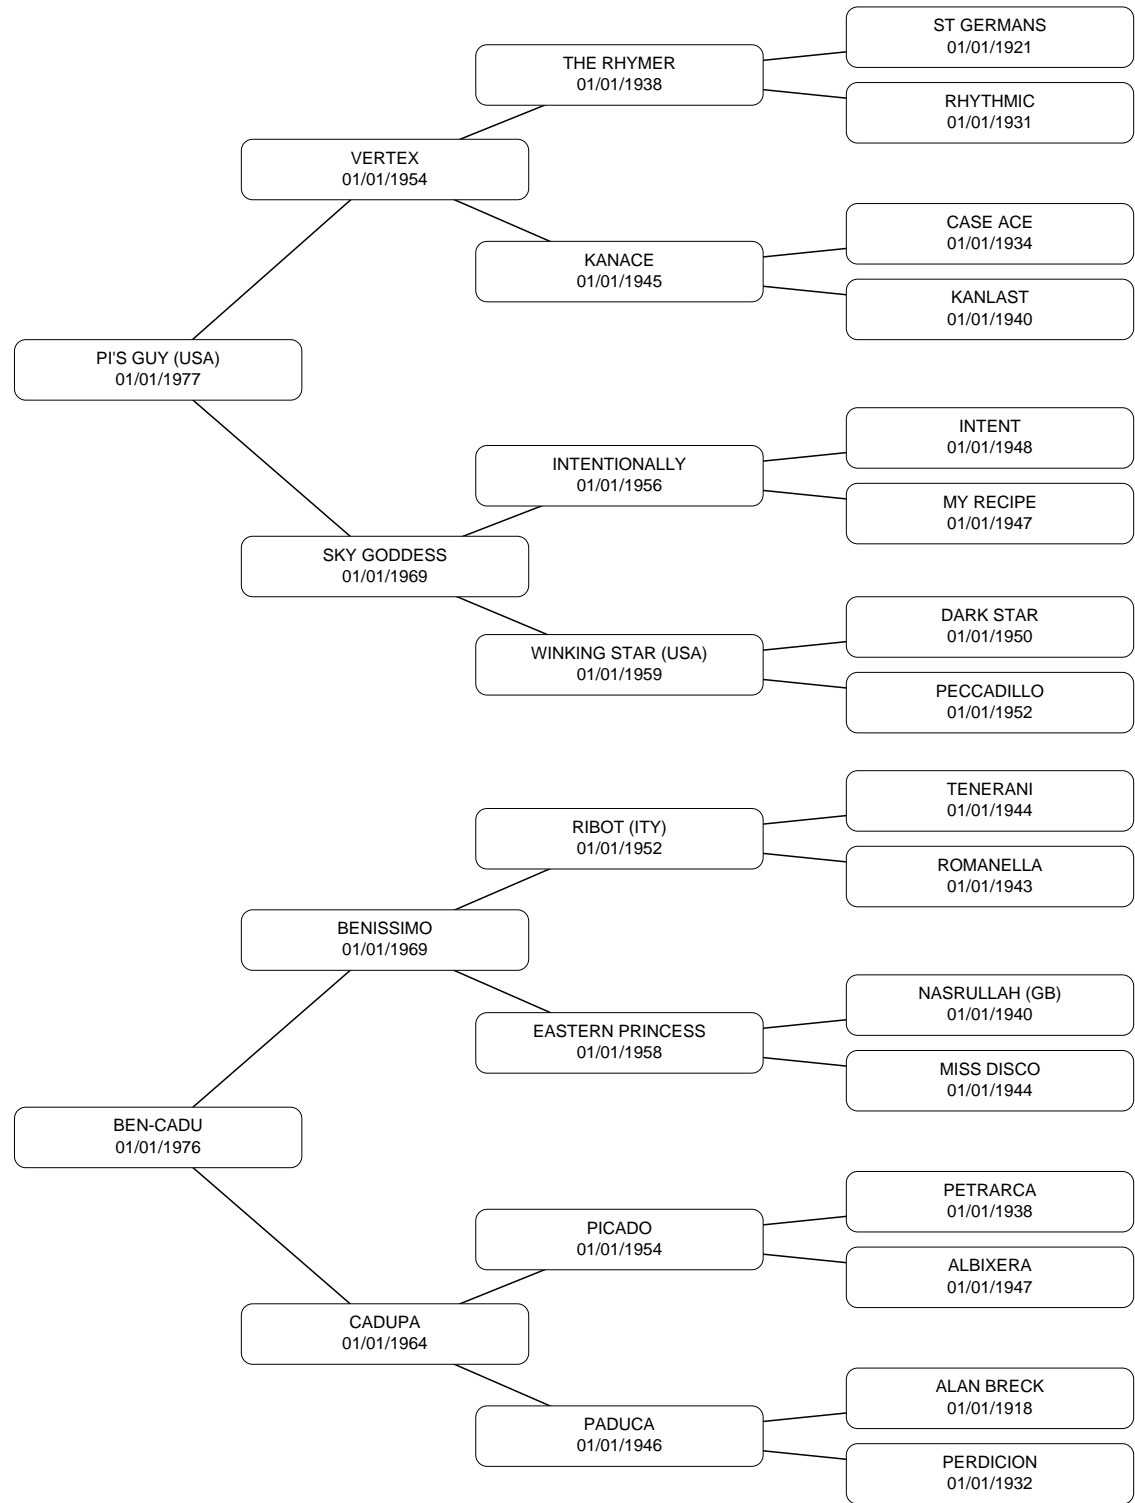 ST GERMANS
01/01/1921
THE RHYMER
01/01/1938
RHYTHMIC
01/01/1931
VERTEX
01/01/1954
CASE ACE
01/01/1934
KANACE
01/01/1945
KANLAST
01/01/1940
PI'S GUY (USA)
01/01/1977
INTENT
01/01/1948
INTENTIONALLY
01/01/1956
MY RECIPE
01/01/1947
SKY GODDESS
01/01/1969
DARK STAR
01/01/1950
WINKING STAR (USA)
01/01/1959
PECCADILLO
01/01/1952
TENERANI
01/01/1944
RIBOT (ITY)
01/01/1952
ROMANELLA
01/01/1943
BENISSIMO
01/01/1969
NASRULLAH (GB)
01/01/1940
EASTERN PRINCESS
01/01/1958
MISS DISCO
01/01/1944
BEN-CADU
01/01/1976
PETRARCA
01/01/1938
PICADO
01/01/1954
ALBIXERA
01/01/1947
CADUPA
01/01/1964
ALAN BRECK
01/01/1918
PADUCA
01/01/1946
PERDICION
01/01/1932